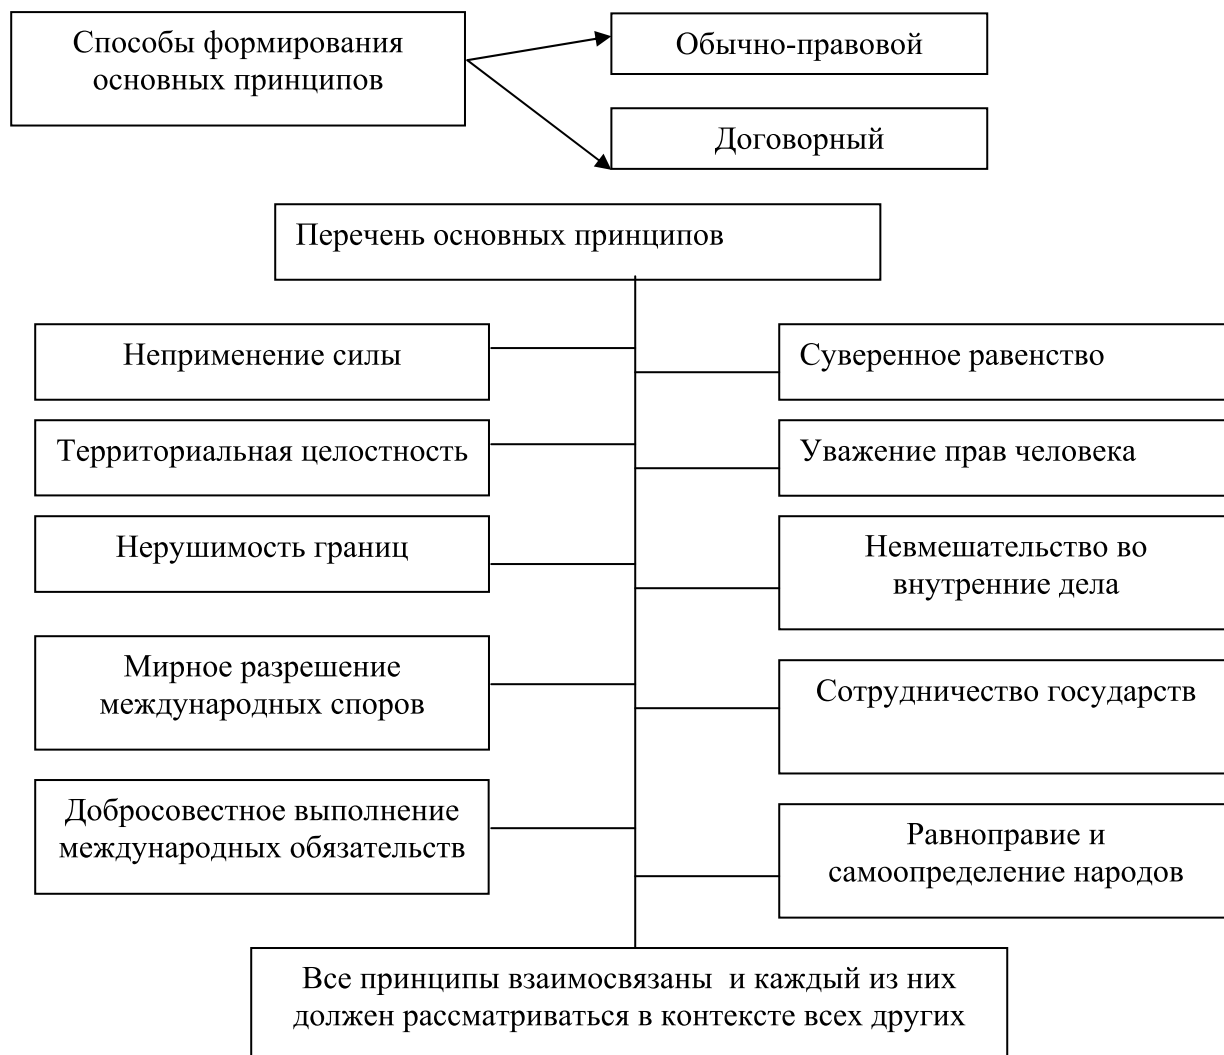 Способы формирования
основных принципов
Обычно-правовой
Договорный
Перечень основных принципов
Неприменение силы
Суверенное равенство
Территориальная целостность
Уважение прав человека
Нерушимость границ
Невмешательство во
внутренние дела
Мирное разрешение
международных споров
Сотрудничество государств
Добросовестное выполнение
международных обязательств
Равноправие и
самоопределение народов
Все принципы взаимосвязаны и каждый из них
должен рассматриваться в контексте всех других